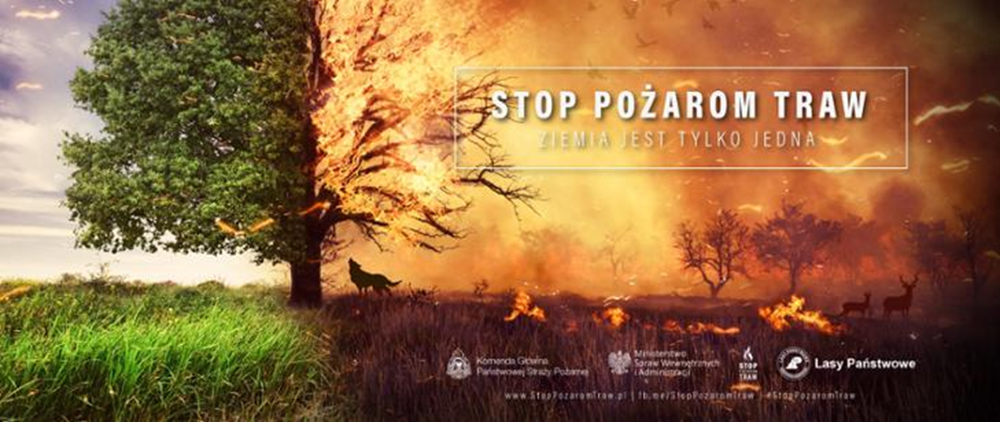 STOP POŻAROM TRAW
ZIEMIA JEST TYLKO JEDNA
Komenda Główna
Państwowej Straży Pożarnej
Ministerstwo
Spraw Wewnętrznych
i Administracji
STOP
TRAW
Lasy Państwowe
www.StopPozaromTraw.pl | fb.me/StopPozaromTraw | #StopPozaromTraw